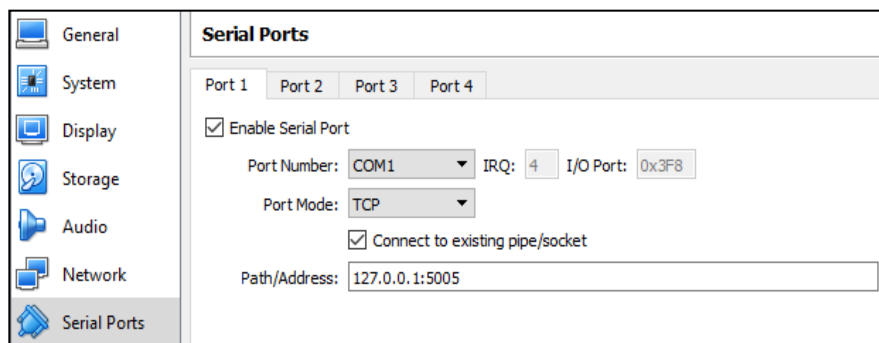 General
System
Display
Storage
Audio
Network
Serial Ports
Serial Ports
Port 1 Port 2 Port 3 Port 4
Enable Serial Port
Port Number: COM1 IRQ: 4 I/O Port: 0x3F8
Port Mode: TCP
Connect to existing pipe/socket
Path/Address: 127.0.0.1:5005